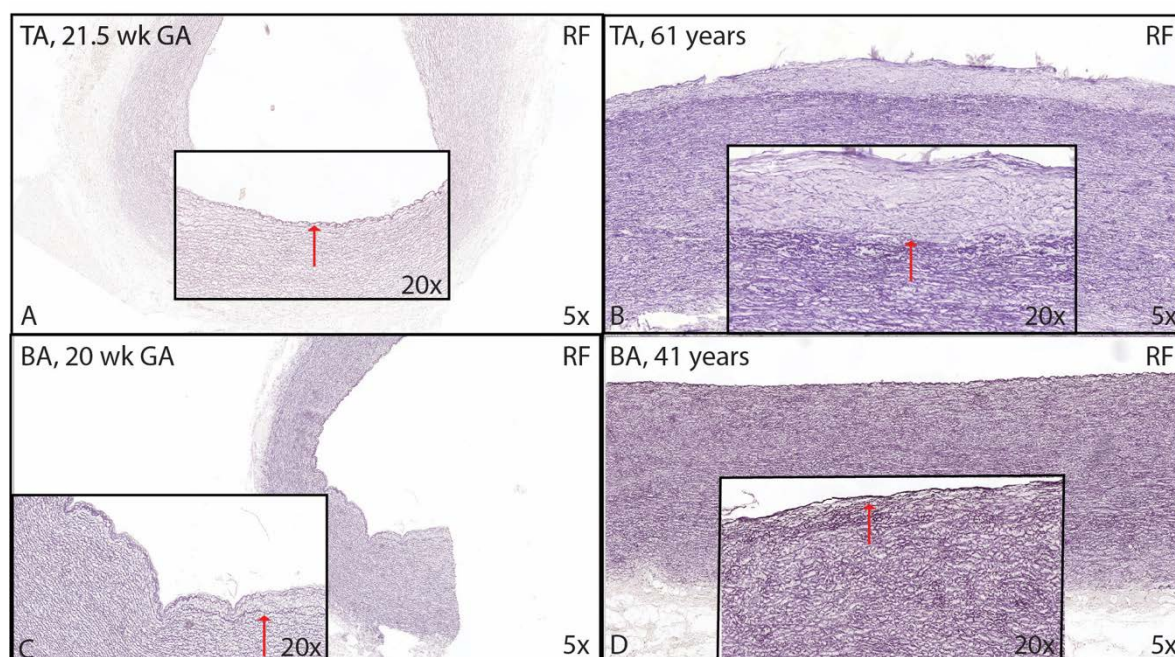 TA, 21.5 wk GA RF
20x
A 5x
TA, 61 years RF
20x
B 5x
BA, 20 wk GA RF
20x
C 5x
BA, 41 years RF
20x
D 5x